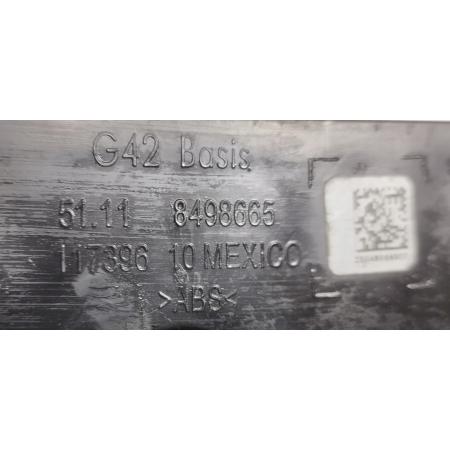 G42 Basis
51.11 8498665
117396 10 MEXICO
>ABS<